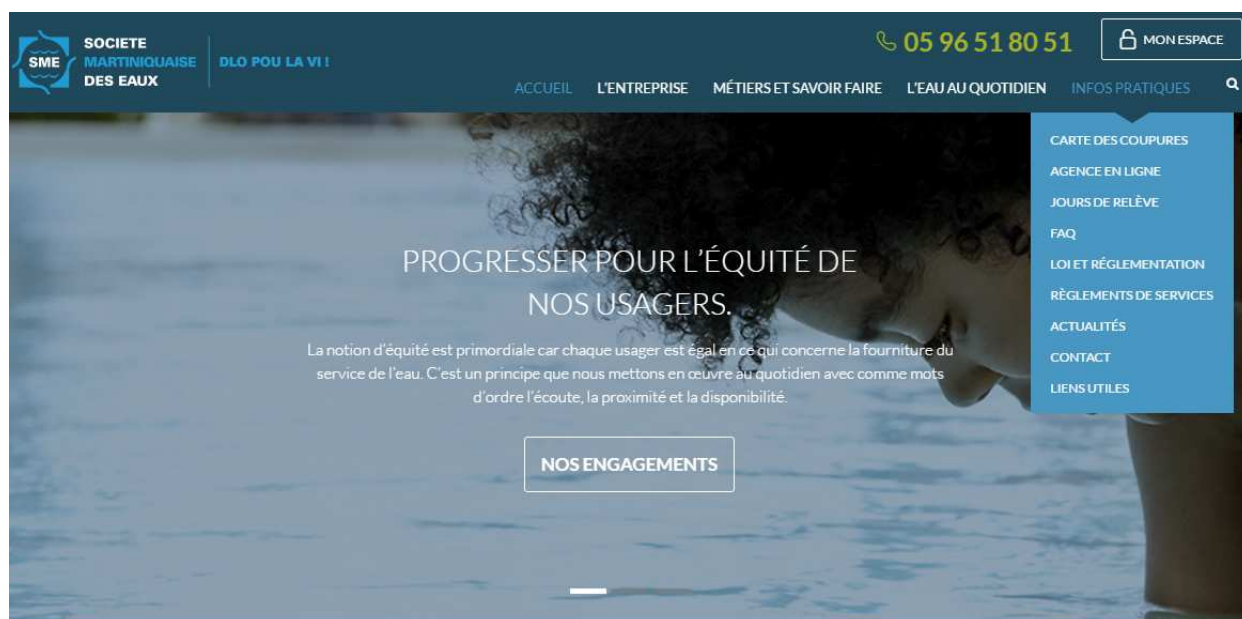 SOCIETE
MARTINIQUAISE
DES EAUX
SME
DLO POU LA VI !
05 96 51 80 51
MON ESPACE
ACCUEIL L'ENTREPRISE MÉTIERS ET SAVOIR FAIRE L'EAU AU QUOTIDIEN INFOS PRATIQUES
CARTE DES COUPURES
AGENCE EN LIGNE
JOURS DE RELÈVE
FAQ
LOI ET RÉGLEMENTATION
RÈGLEMENTS DE SERVICES
ACTUALITÉS
CONTACT
LIENS UTILES
PROGRESSER POUR L'ÉQUITÉ DE
NOS USAGERS.
La notion d'équité est primordiale car chaque usager est égal en ce qui concerne la fourniture du
service de l'eau. C'est un principe que nous mettons en œuvre au quotidien avec comme mots
d'ordre l'écoute, la proximité et la disponibilité.
NOS ENGAGEMENTS